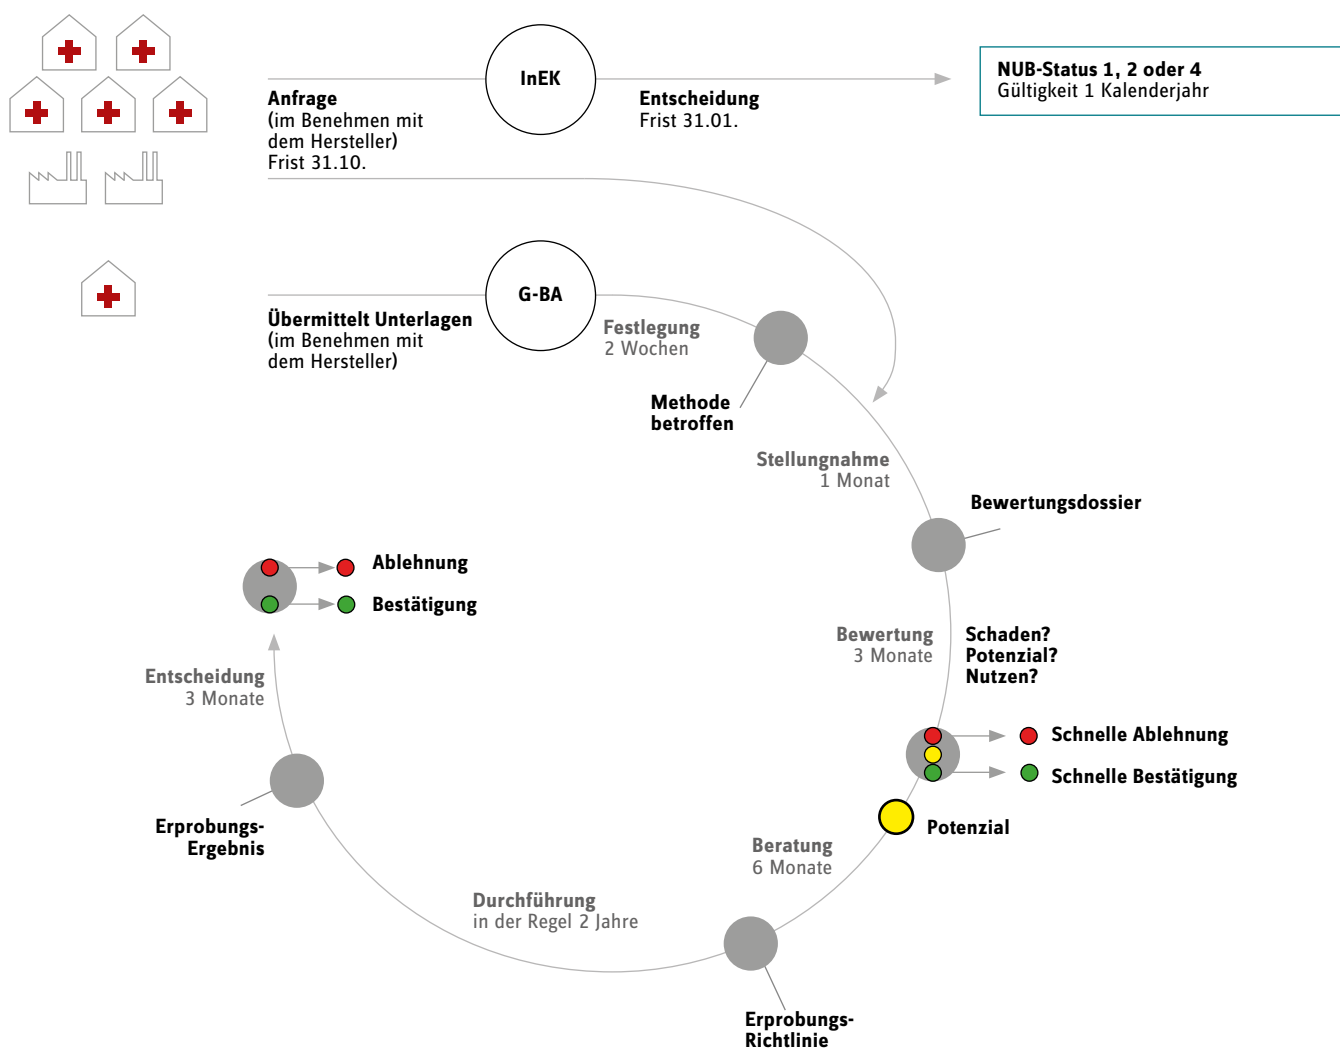 InEK
NUB-Status 1, 2 oder 4
Gültigkeit 1 Kalenderjahr
Anfrage
(im Benehmen mit
dem Hersteller)
Frist 31.10.
Entscheidung
Frist 31.01.
G-BA
Übermittelt Unterlagen
(im Benehmen mit
dem Hersteller)
Festlegung
2 Wochen
Methode
betroffen
Stellungnahme
1 Monat
Bewertungsdossier
Ablehnung
Bestätigung
Bewertung
3 Monate
Schaden?
Potenzial?
Nutzen?
Entscheidung
3 Monate
Schnelle Ablehnung
Schnelle Bestätigung
Potenzial
Erprobungs-
Ergebnis
Beratung
6 Monate
Durchführung
in der Regel 2 Jahre
Erprobungs-
Richtlinie